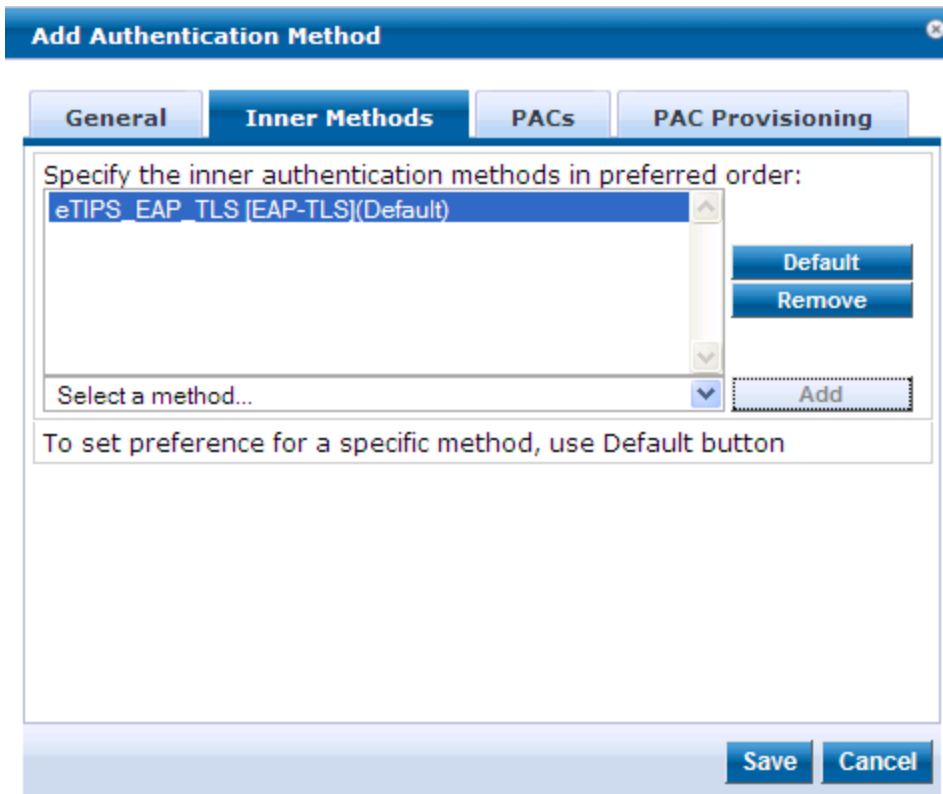 Add Authentication Method
General
Inner Methods
PACs
PAC Provisioning
Specify the inner authentication methods in preferred order:
eTIPS_EAP_TLS [EAP-TLS](Default)
Default
Remove
Select a method...
Add
To set preference for a specific method, use Default button
Save
Cancel